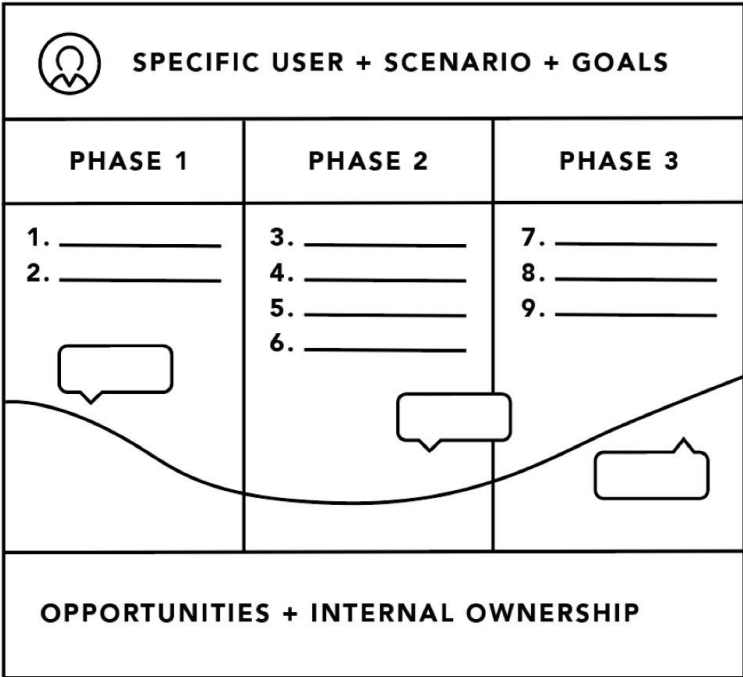 SPECIFIC USER + SCENARIO + GOALS
PHASE 1
PHASE 2
PHASE 3
1.
2.
3.
4.
5.
6.
7.
8.
9.
OPPORTUNITIES + INTERNAL OWNERSHIP